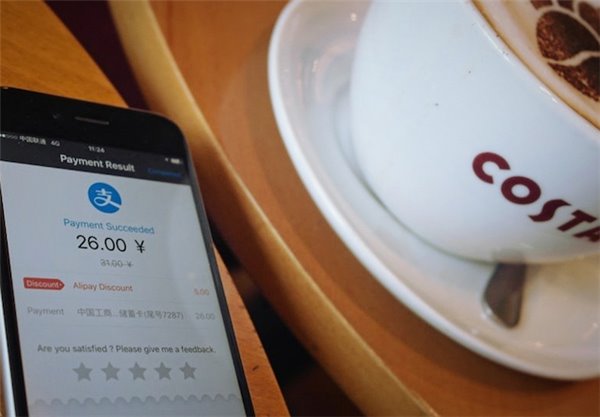 中国联通 4G
11:24
Payment Result
Completed
支
Payment Succeeded
26.00 ¥
31.00 ¥
Discount
Alipay Discount
5.00
Payment 中国工商...储蓄卡(尾号7287) 26.00
Are you satisfied ? Please give me a feedback.
COSTA